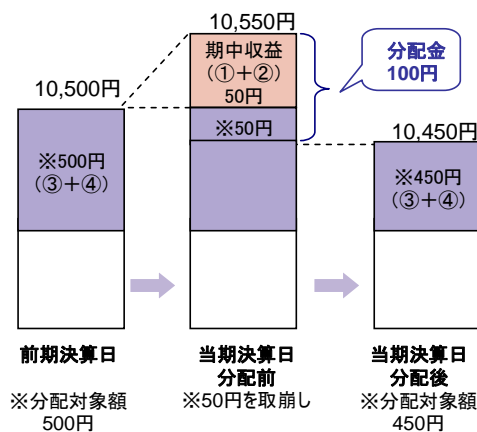 10,550円
期中収益
(①+②)
50円
分配金
100円
10,500円
※50円
10,450円
※500円
(③+④)
※450円
(③+④)
前期決算日
当期決算日
分配前
当期決算日
分配後
※分配対象額
500円
※50円を取崩し
※分配対象額
450円